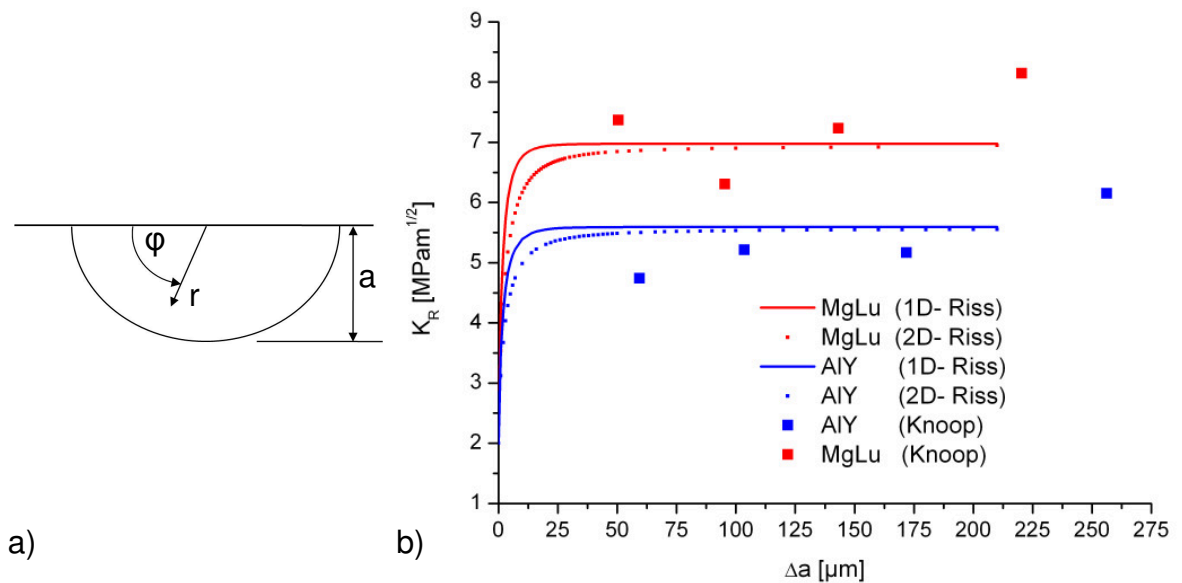 a)
φ
r
a
b)
K_R [MPam^1/2]
9
8
7
6
5
4
3
2
1
0 25 50 75 100 125 150 175 200 225 250 275
Δa [µm]
MgLu (1D- Riss)
MgLu (2D- Riss)
AlY (1D- Riss)
AlY (2D- Riss)
AlY (Knoop)
MgLu (Knoop)